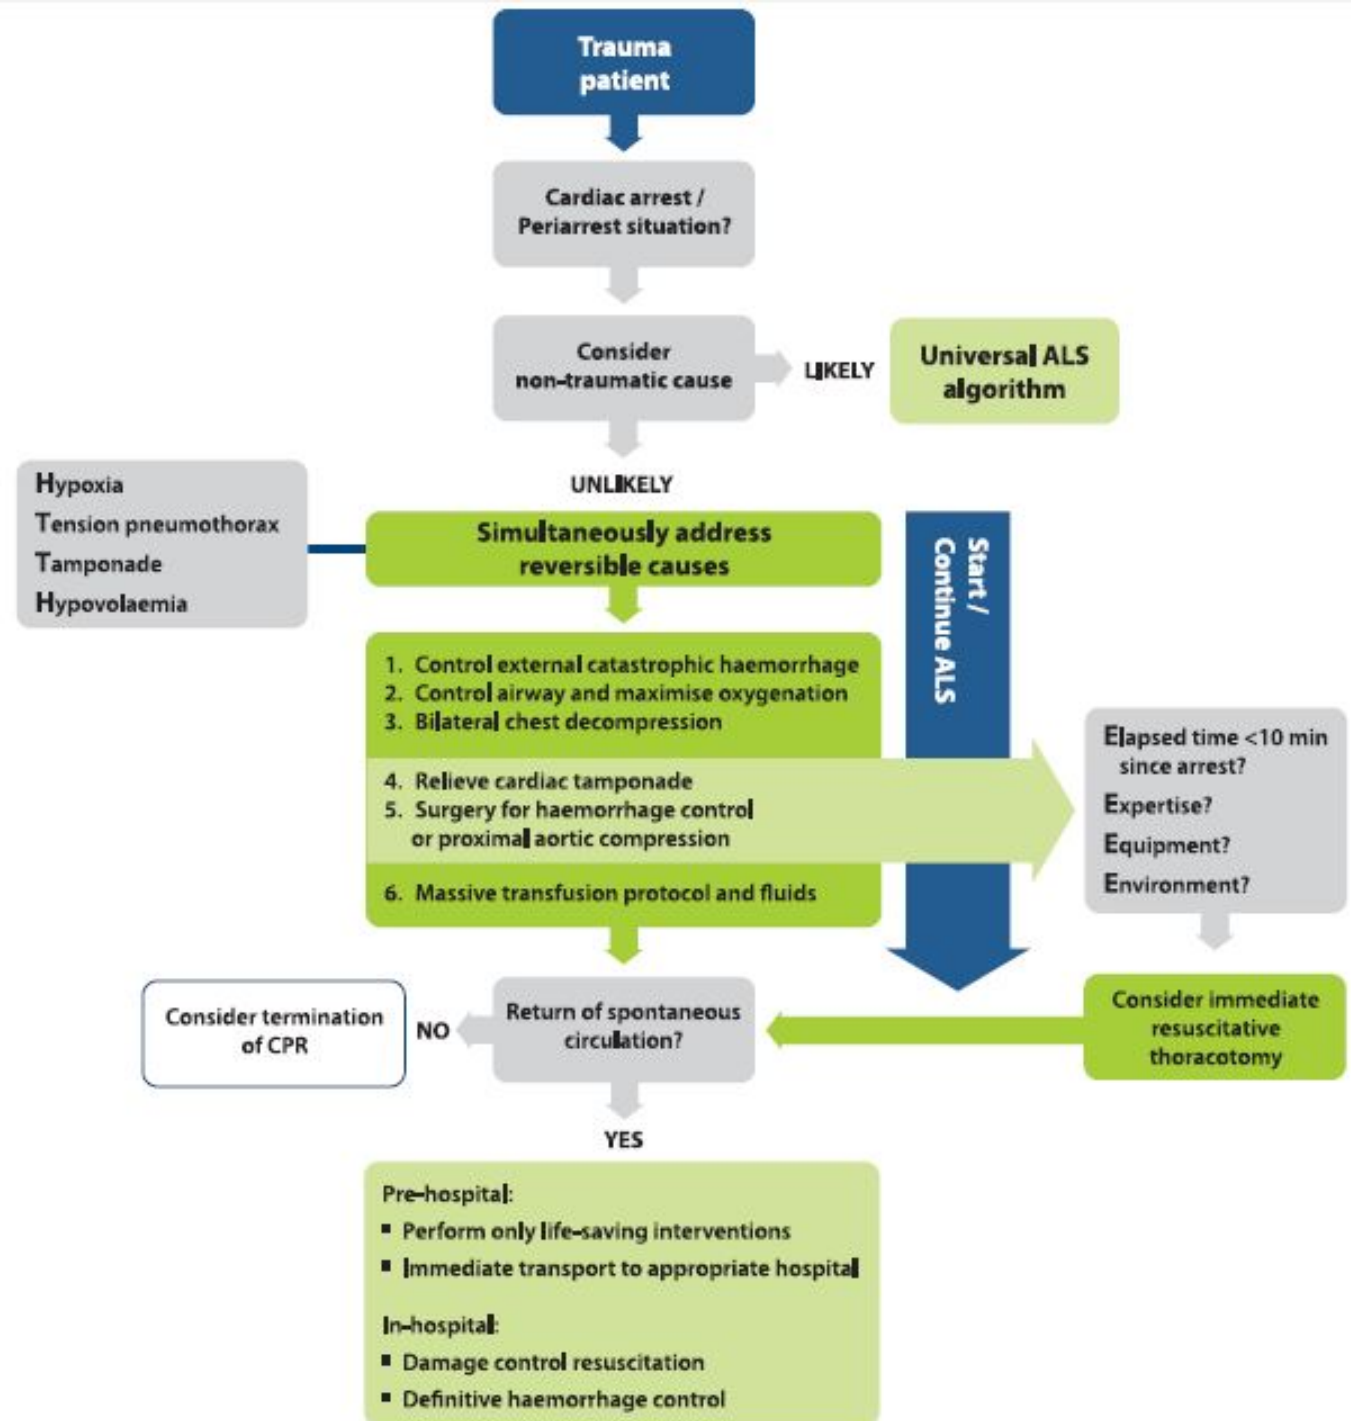 Trauma
patient
Cardiac arrest /
Periarrest situation?
Consider
non-traumatic cause
LIKELY
Universal ALS
algorithm
UNLIKELY
Hypoxia
Tension pneumothorax
Tamponade
Hypovolaemia
Simultaneously address
reversible causes
Start /
Continue ALS
1. Control external catastrophic haemorrhage
2. Control airway and maximise oxygenation
3. Bilateral chest decompression
4. Relieve cardiac tamponade
5. Surgery for haemorrhage control
or proximal aortic compression
6. Massive transfusion protocol and fluids
Elapsed time <10 min
since arrest?
Expertise?
Equipment?
Environment?
Consider immediate
resuscitative
thoracotomy
Return of spontaneous
circulation?
NO
Consider termination
of CPR
YES
Pre-hospital:
▪ Perform only life-saving interventions
▪ Immediate transport to appropriate hospital
In-hospital:
▪ Damage control resuscitation
▪ Definitive haemorrhage control